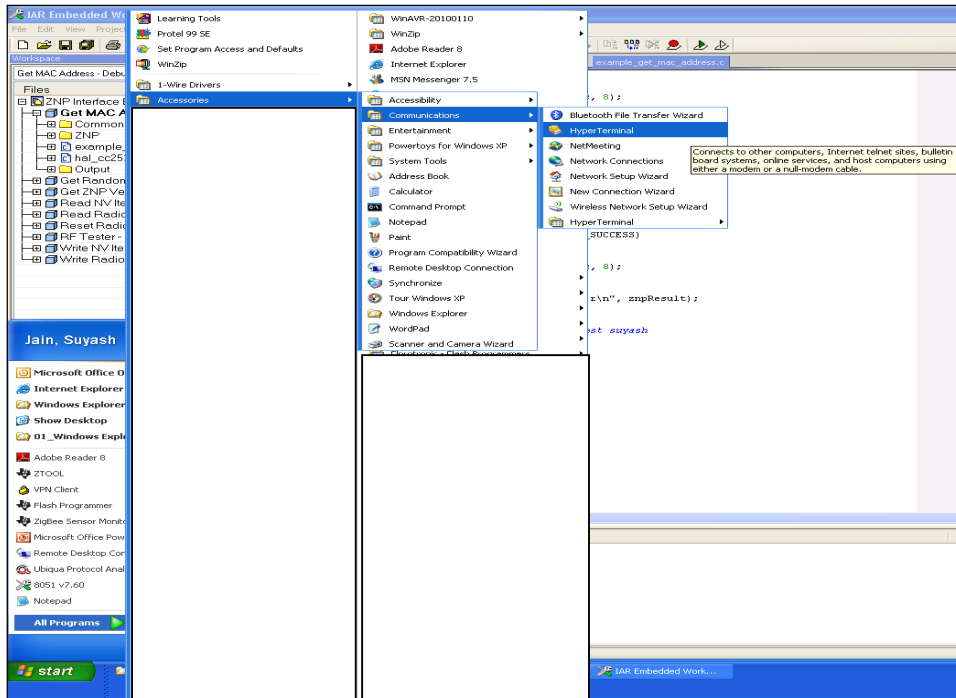 IAR Embedded Wo
File Edit View Project
Workspace
Get MAC Address - Debu
Files
ZNP Interface E
Get MAC A
Common
ZNP
example_
hal_cc25
Output
Get Random
Get ZNP Ve
Read NV Ite
Read Radio
Reset Radio
RF Tester -
Write NV Ite
Write Radio
Jain, Suyash
Microsoft Office O
Internet Explorer
Windows Explorer
Show Desktop
01_Windows Explo
Adobe Reader 8
ZTOOL
VPN Client
Flash Programmer
ZigBee Sensor Monito
Microsoft Office Pow
Remote Desktop Con
Ubiqua Protocol Anal
8051 v7.60
Notepad
All Programs
start
Learning Tools
Protel 99 SE
Set Program Access and Defaults
WinZip
1-Wire Drivers
Accessories
WinAVR-20100110
WinZip
Adobe Reader 8
Internet Explorer
MSN Messenger 7.5
Accessibility
Communications
Entertainment
Powertoys for Windows XP
System Tools
Address Book
Calculator
Command Prompt
Notepad
Paint
Program Compatibility Wizard
Remote Desktop Connection
Synchronize
Tour Windows XP
Windows Explorer
WordPad
Scanner and Camera Wizard
Bluetooth File Transfer Wizard
HyperTerminal
NetMeeting
Network Connections
Network Setup Wizard
New Connection Wizard
Wireless Network Setup Wizard
HyperTerminal
Connects to other computers, Internet telnet sites, bulletin
board systems, online services, and host computers using
either a modem or a null-modem cable.
example_get_mac_address.c
, 8);
_SUCCESS)
, 8);
r\n", znpResult);
est suyash
IAR Embedded Work...